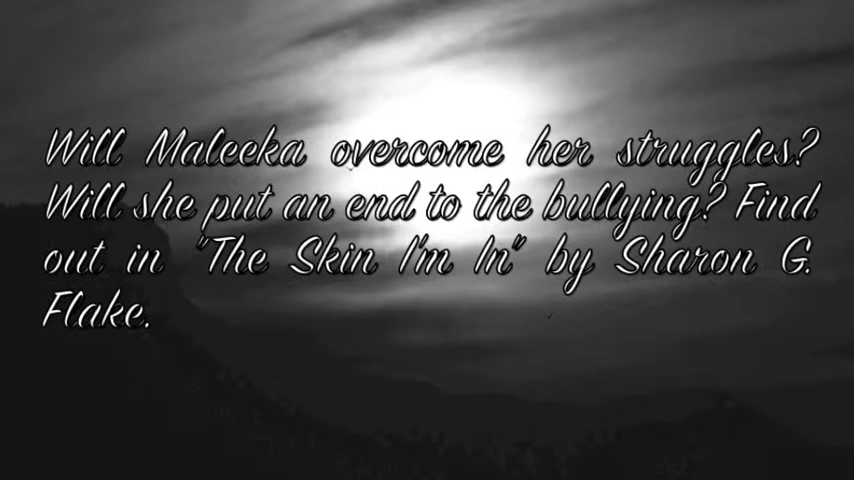 Will Maleeka overcome her struggles?
Will she put an end to the bullying? Find
out in "The Skin I'm In" by Sharon G.
Flake.